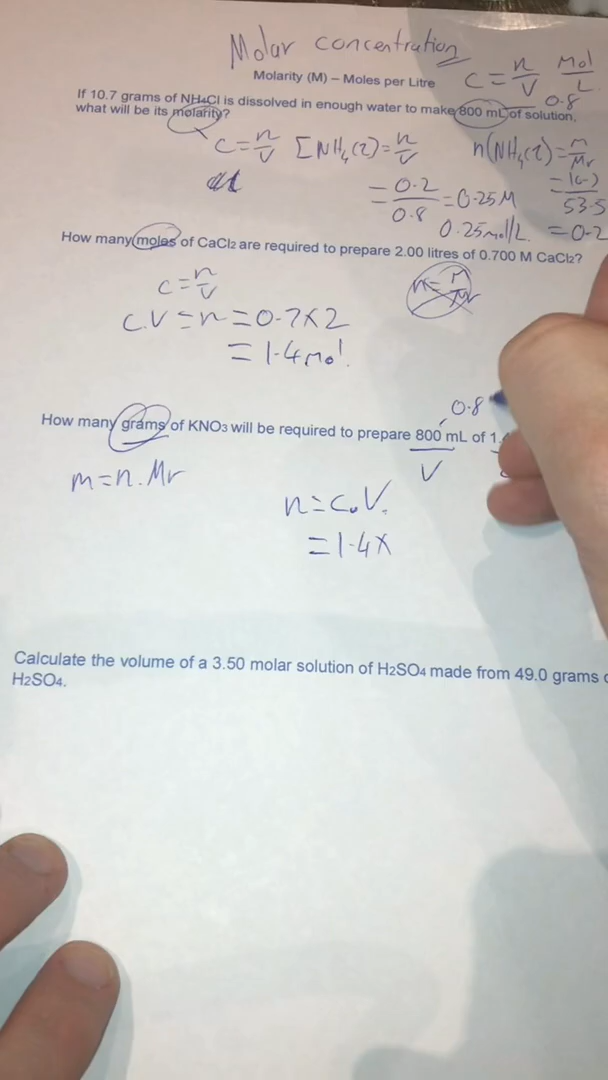 Molar concentration
Molarity (M) – Moles per Litre
C = n/V Mol/L
If 10.7 grams of NH4Cl is dissolved in enough water to make 800 mL of solution,
0.8
what will be its molarity?
C = n/V [NH4Cl) = n/V n(NH4Cl) = m/Mr
= 0.2/0.8 = 0.25M
53.5
0.25mol/L. = 0.2
How many moles of CaCl2 are required to prepare 2.00 litres of 0.700 M CaCl2?
C = n/V
C.V = n = 0.7 x 2
= 1.4 mol.
0.8
How many grams of KNO3 will be required to prepare 800 mL of 1.
V
m = n. Mr
n = C.V.
= 1.4 x
Calculate the volume of a 3.50 molar solution of H2SO4 made from 49.0 grams
H2SO4.